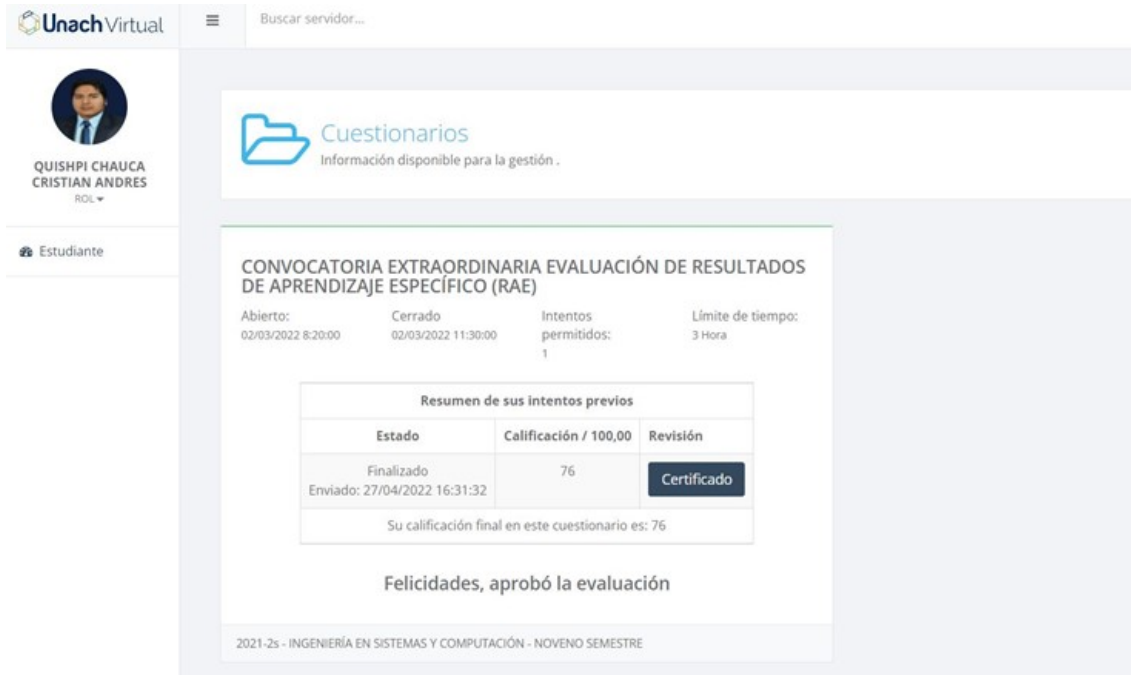 Unach Virtual
Buscar servidor...
QUISHPI CHAUCA
CRISTIAN ANDRES
ROL
Estudiante
Cuestionarios
Información disponible para la gestión .
CONVOCATORIA EXTRAORDINARIA EVALUACIÓN DE RESULTADOS
DE APRENDIZAJE ESPECÍFICO (RAE)
Abierto: Cerrado Intentos Límite de tiempo:
02/03/2022 8:20:00 02/03/2022 11:30:00 permitidos: 3 Hora
1
Resumen de sus intentos previos
Estado Calificación / 100,00 Revisión
Finalizado 76 Certificado
Enviado: 27/04/2022 16:31:32
Su calificación final en este cuestionario es: 76
Felicidades, aprobó la evaluación
2021-2s - INGENIERÍA EN SISTEMAS Y COMPUTACIÓN - NOVENO SEMESTRE